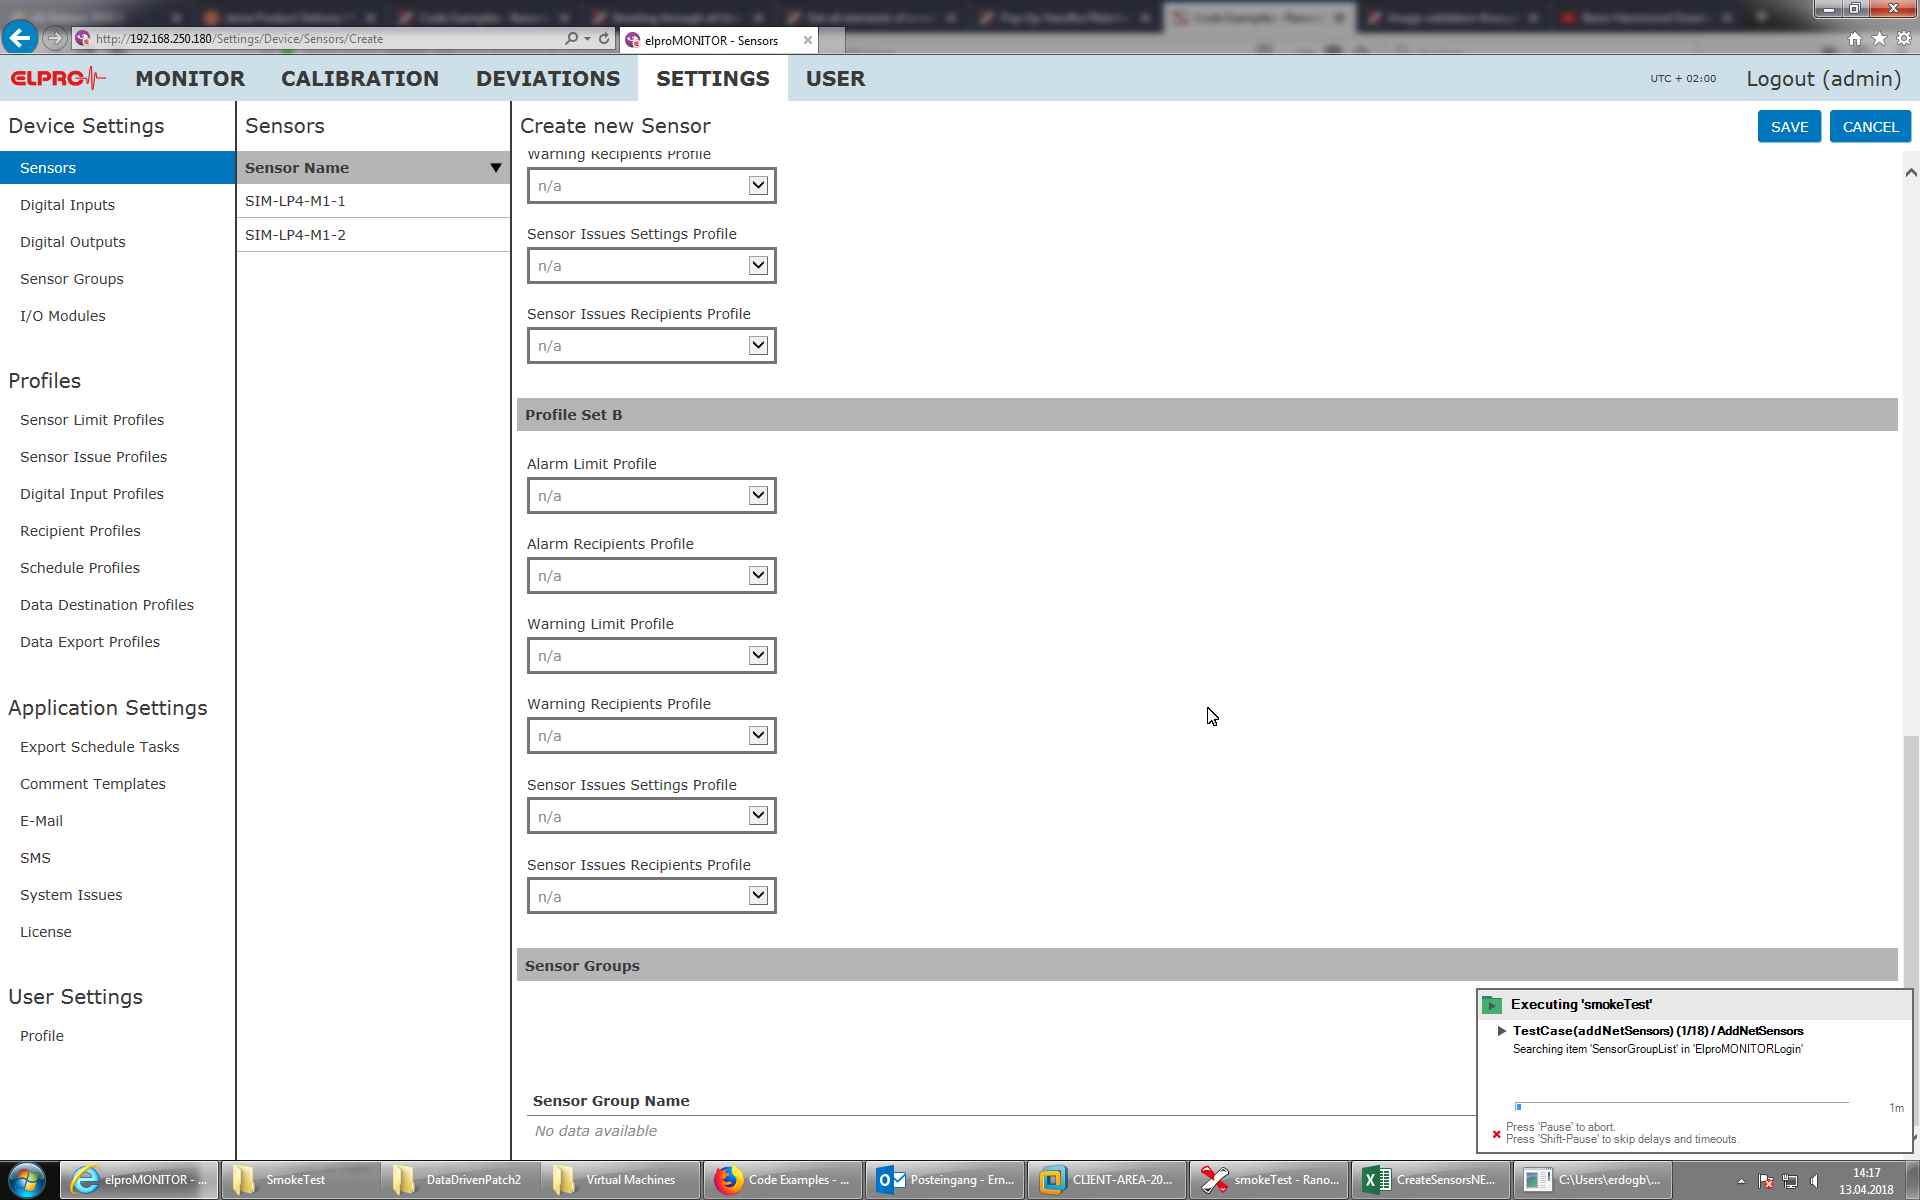 http://192.168.250.180/Settings/Device/Sensors/Create
elproMONITOR - Sensors
ELPRO
MONITOR
CALIBRATION
DEVIATIONS
SETTINGS
USER
UTC + 02:00
Logout (admin)
Device Settings
Sensors
Digital Inputs
Digital Outputs
Sensor Groups
I/O Modules
Profiles
Sensor Limit Profiles
Sensor Issue Profiles
Digital Input Profiles
Recipient Profiles
Schedule Profiles
Data Destination Profiles
Data Export Profiles
Application Settings
Export Schedule Tasks
Comment Templates
E-Mail
SMS
System Issues
License
User Settings
Profile
Sensors
Sensor Name
SIM-LP4-M1-1
SIM-LP4-M1-2
Create new Sensor
SAVE
CANCEL
Warning Recipients Profile
n/a
Sensor Issues Settings Profile
n/a
Sensor Issues Recipients Profile
n/a
Profile Set B
Alarm Limit Profile
n/a
Alarm Recipients Profile
n/a
Warning Limit Profile
n/a
Warning Recipients Profile
n/a
Sensor Issues Settings Profile
n/a
Sensor Issues Recipients Profile
n/a
Sensor Groups
Sensor Group Name
No data available
Executing 'smokeTest'
TestCase(addNetSensors) (1/18) / AddNetSensors
Searching item 'SensorGroupList' in 'ElproMONITORLogin'
1m
Press 'Pause' to abort.
Press 'Shift-Pause' to skip delays and timeouts.
elproMONITOR - ...
SmokeTest
DataDrivenPatch2
Virtual Machines
Code Examples - ...
Posteingang - Ern...
CLIENT-AREA-20...
smokeTest - Rano...
CreateSensorsNE...
C:\Users\erdogb\...
14:17
13.04.2018